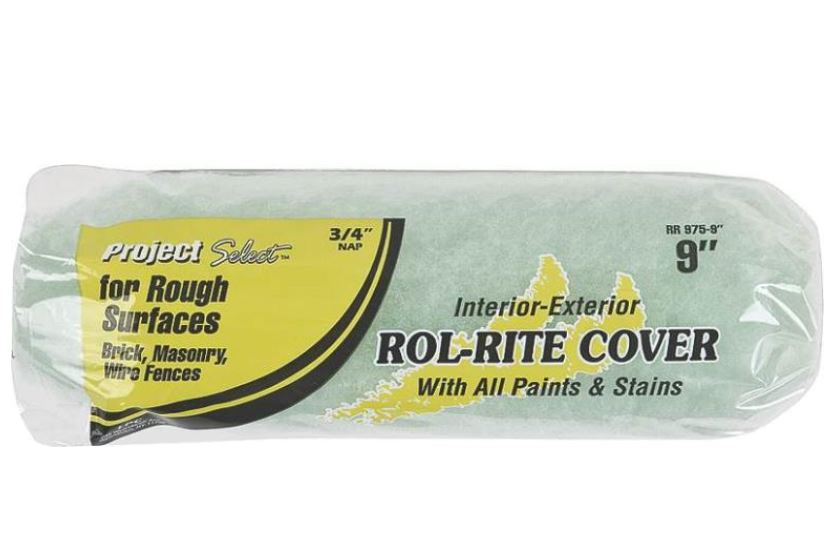 Project Select™
3/4"
NAP
for Rough
Surfaces
Brick, Masonry,
Wire Fences
RR 975-9"
9"
Interior-Exterior
ROL-RITE COVER
With All Paints & Stains